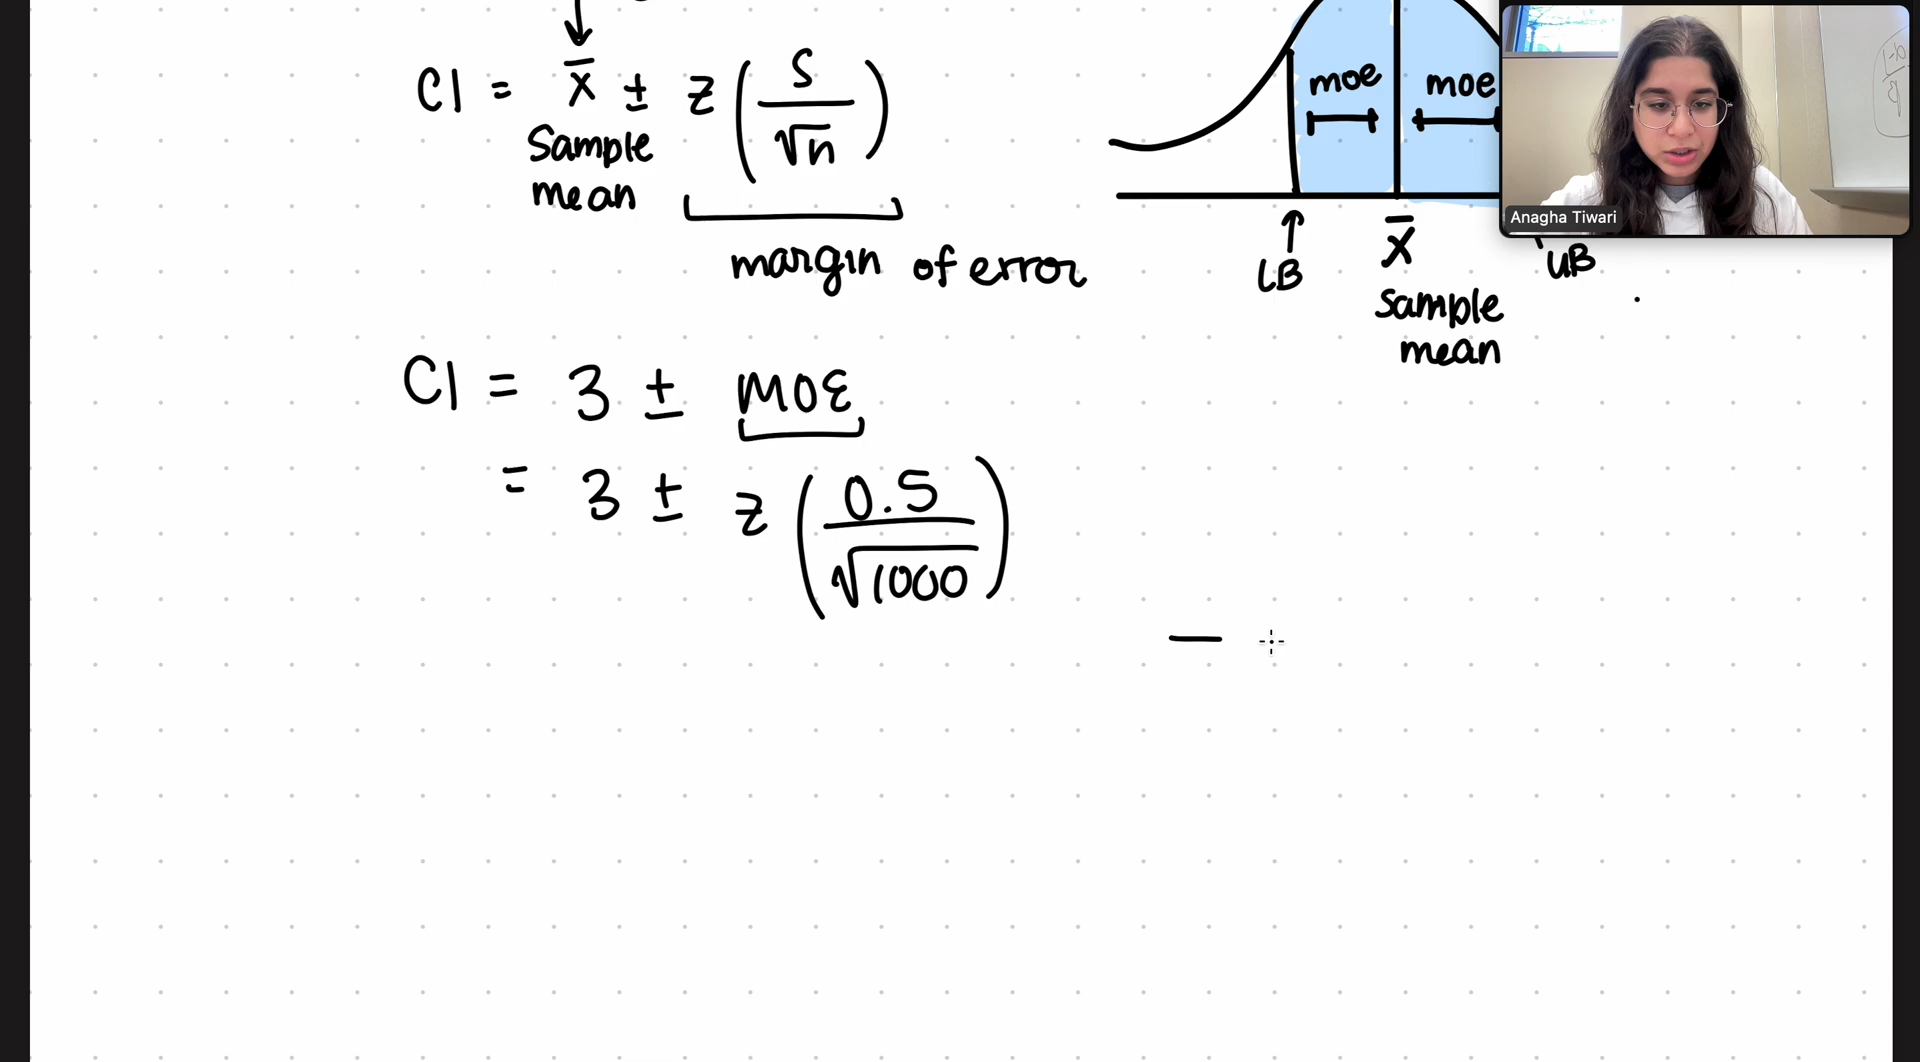 CI = x̄ ± z(s/√n)
Sample
mean
margin of error
moe
moe
LB
x̄
UB
sample
mean
Anagha Tiwari
CI = 3 ± MOE
= 3 ± z(0.5/√1000)